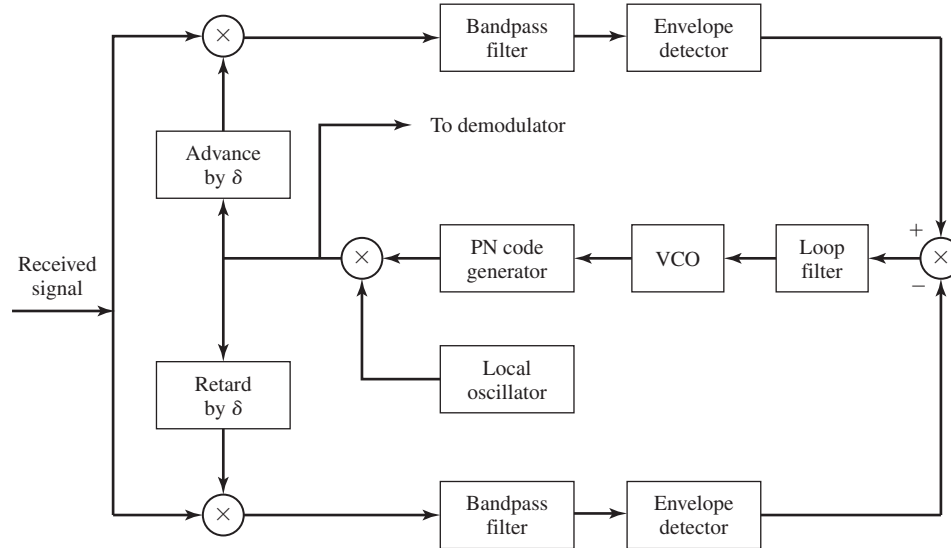 ×
Bandpass
filter
Envelope
detector
To demodulator
Advance
by δ
Received
signal
×
PN code
generator
VCO
Loop
filter
+
×
−
Retard
by δ
Local
oscillator
×
Bandpass
filter
Envelope
detector